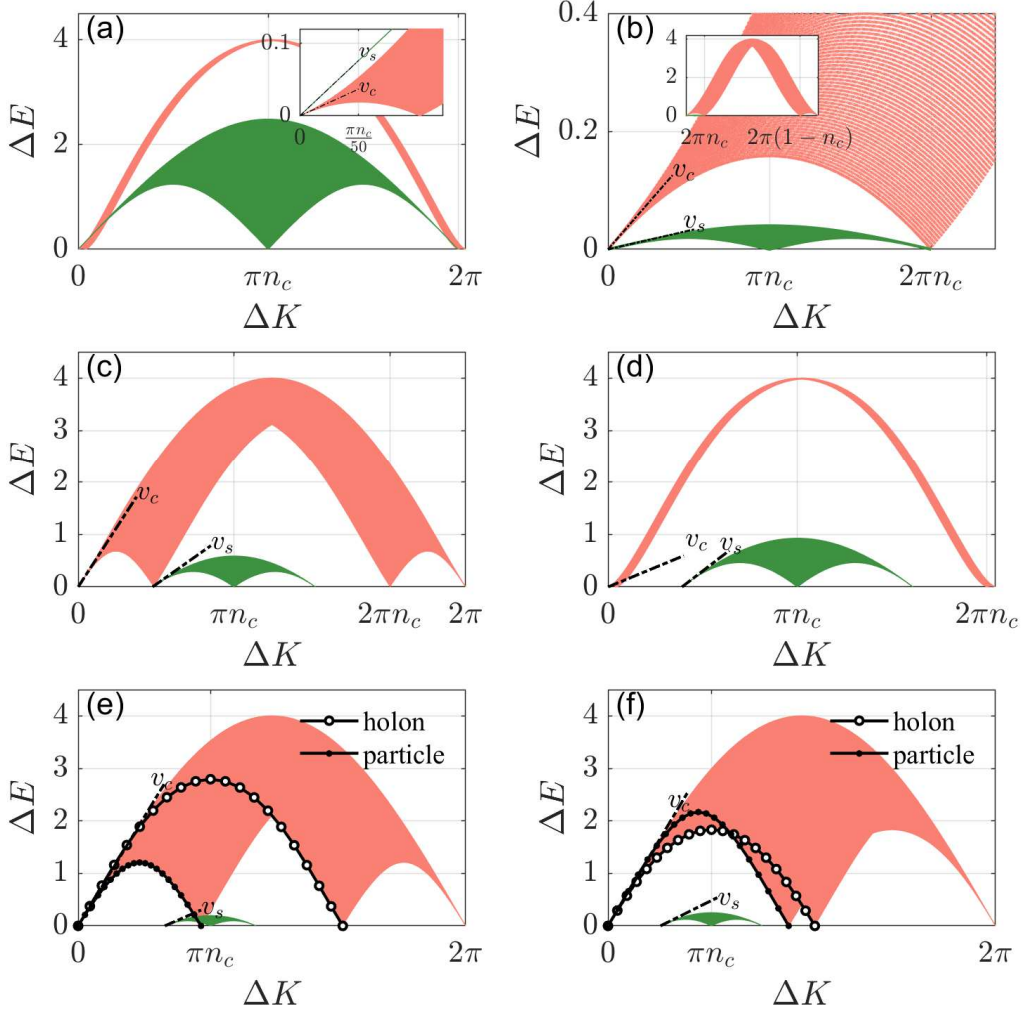 (a)
ΔE
4
2
0
0.1
0
v_s
v_c
0
πn_c/50
0
πn_c
2π
ΔK
(b)
ΔE
0.4
0.2
0
4
2
0
2πn_c
2π(1 − n_c)
v_c
v_s
0
πn_c
2πn_c
ΔK
(c)
ΔE
4
3
2
1
0
v_c
v_s
0
πn_c
2πn_c
2π
ΔK
(d)
ΔE
4
3
2
1
0
v_c
v_s
0
πn_c
2πn_c
ΔK
(e)
ΔE
4
3
2
1
0
holon
particle
v_c
v_s
0
πn_c
2π
ΔK
(f)
ΔE
4
3
2
1
0
holon
particle
v_c
v_s
0
πn_c
2π
ΔK